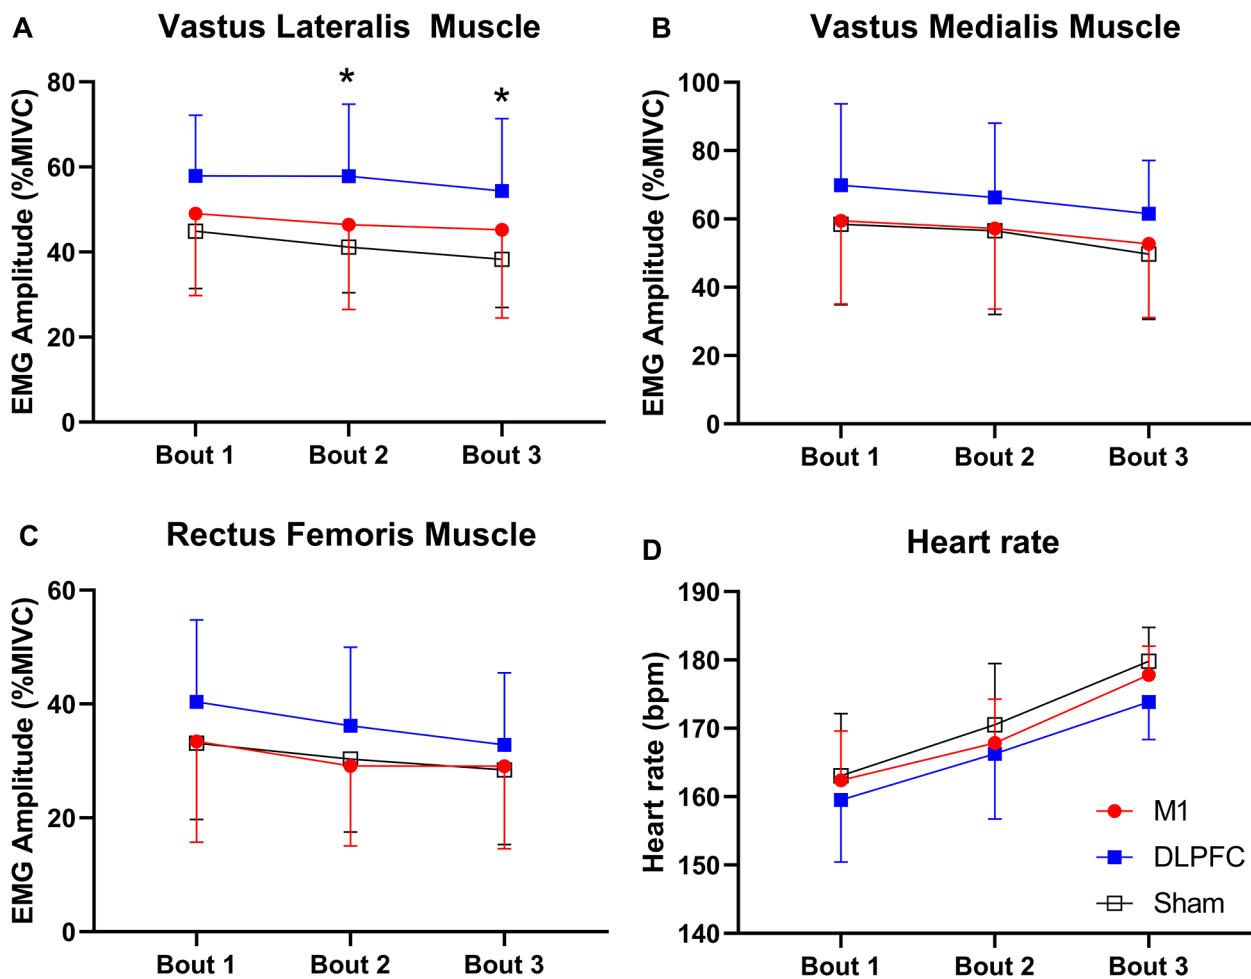 A
Vastus Lateralis Muscle
EMG Amplitude (%MIVC)
80
60
40
20
0
*
*
Bout 1
Bout 2
Bout 3
B
Vastus Medialis Muscle
EMG Amplitude (%MIVC)
100
80
60
40
20
0
Bout 1
Bout 2
Bout 3
C
Rectus Femoris Muscle
EMG Amplitude (%MIVC)
60
40
20
0
Bout 1
Bout 2
Bout 3
D
Heart rate
Heart rate (bpm)
190
180
170
160
150
140
M1
DLPFC
Sham
Bout 1
Bout 2
Bout 3